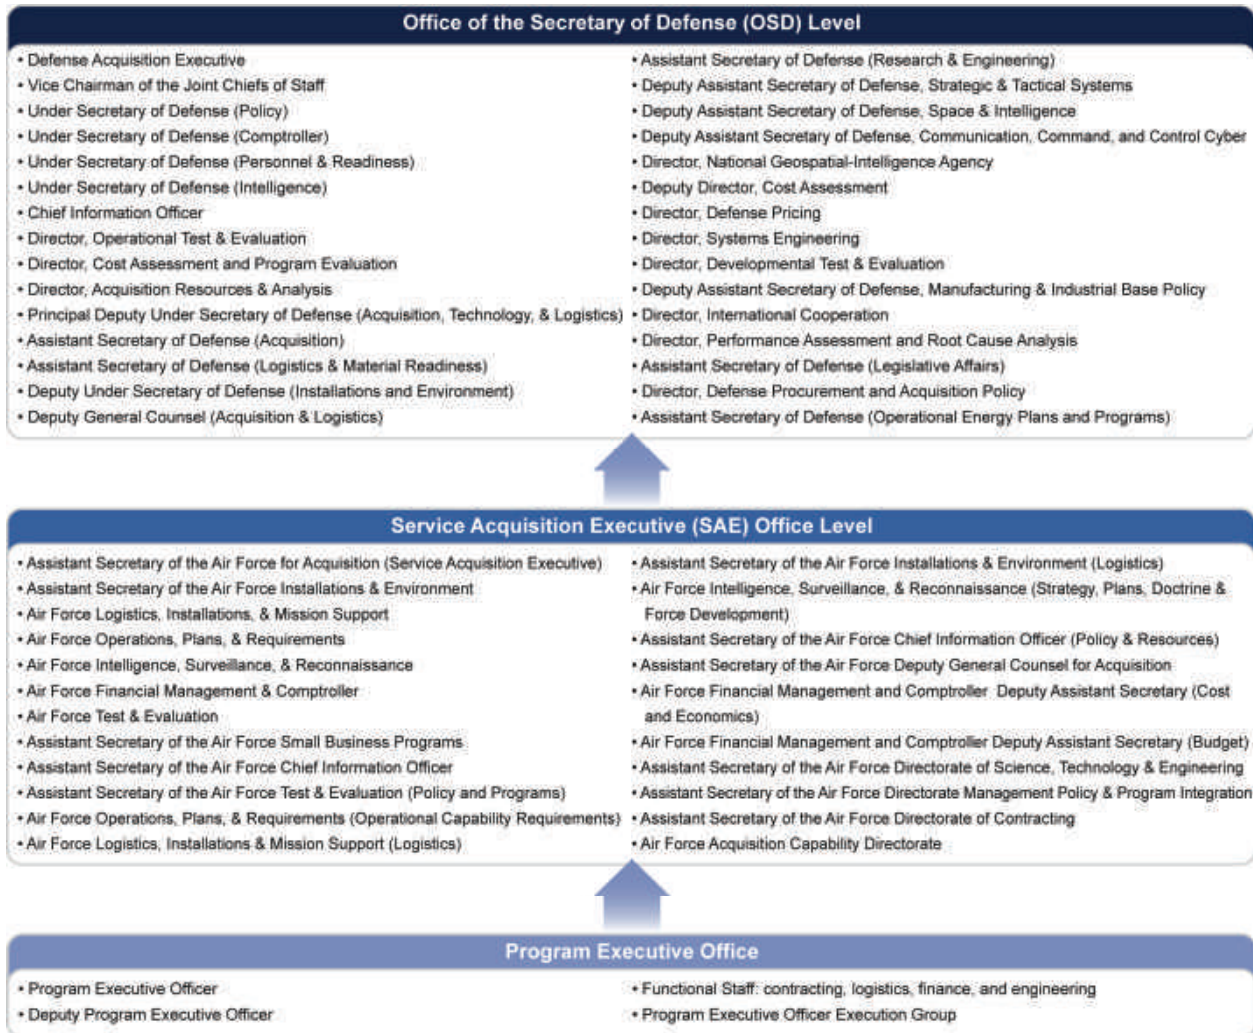 Office of the Secretary of Defense (OSD) Level
• Defense Acquisition Executive
• Vice Chairman of the Joint Chiefs of Staff
• Under Secretary of Defense (Policy)
• Under Secretary of Defense (Comptroller)
• Under Secretary of Defense (Personnel & Readiness)
• Under Secretary of Defense (Intelligence)
• Chief Information Officer
• Director, Operational Test & Evaluation
• Director, Cost Assessment and Program Evaluation
• Director, Acquisition Resources & Analysis
• Principal Deputy Under Secretary of Defense (Acquisition, Technology, & Logistics)
• Assistant Secretary of Defense (Acquisition)
• Assistant Secretary of Defense (Logistics & Material Readiness)
• Deputy Under Secretary of Defense (Installations and Environment)
• Deputy General Counsel (Acquisition & Logistics)
• Assistant Secretary of Defense (Research & Engineering)
• Deputy Assistant Secretary of Defense, Strategic & Tactical Systems
• Deputy Assistant Secretary of Defense, Space & Intelligence
• Deputy Assistant Secretary of Defense, Communication, Command, and Control Cyber
• Director, National Geospatial-Intelligence Agency
• Deputy Director, Cost Assessment
• Director, Defense Pricing
• Director, Systems Engineering
• Director, Developmental Test & Evaluation
• Deputy Assistant Secretary of Defense, Manufacturing & Industrial Base Policy
• Director, International Cooperation
• Director, Performance Assessment and Root Cause Analysis
• Assistant Secretary of Defense (Legislative Affairs)
• Director, Defense Procurement and Acquisition Policy
• Assistant Secretary of Defense (Operational Energy Plans and Programs)
Service Acquisition Executive (SAE) Office Level
• Assistant Secretary of the Air Force for Acquisition (Service Acquisition Executive)
• Assistant Secretary of the Air Force Installations & Environment
• Air Force Logistics, Installations, & Mission Support
• Air Force Operations, Plans, & Requirements
• Air Force Intelligence, Surveillance, & Reconnaissance
• Air Force Financial Management & Comptroller
• Air Force Test & Evaluation
• Assistant Secretary of the Air Force Small Business Programs
• Assistant Secretary of the Air Force Chief Information Officer
• Assistant Secretary of the Air Force Test & Evaluation (Policy and Programs)
• Air Force Operations, Plans, & Requirements (Operational Capability Requirements)
• Air Force Logistics, Installations & Mission Support (Logistics)
• Assistant Secretary of the Air Force Installations & Environment (Logistics)
• Air Force Intelligence, Surveillance, & Reconnaissance (Strategy, Plans, Doctrine &
Force Development)
• Assistant Secretary of the Air Force Chief Information Officer (Policy & Resources)
• Assistant Secretary of the Air Force Deputy General Counsel for Acquisition
• Air Force Financial Management and Comptroller Deputy Assistant Secretary (Cost
and Economics)
• Air Force Financial Management and Comptroller Deputy Assistant Secretary (Budget)
• Assistant Secretary of the Air Force Directorate of Science, Technology & Engineering
• Assistant Secretary of the Air Force Directorate Management Policy & Program Integration
• Assistant Secretary of the Air Force Directorate of Contracting
• Air Force Acquisition Capability Directorate
Program Executive Office
• Program Executive Officer
• Deputy Program Executive Officer
• Functional Staff: contracting, logistics, finance, and engineering
• Program Executive Officer Execution Group